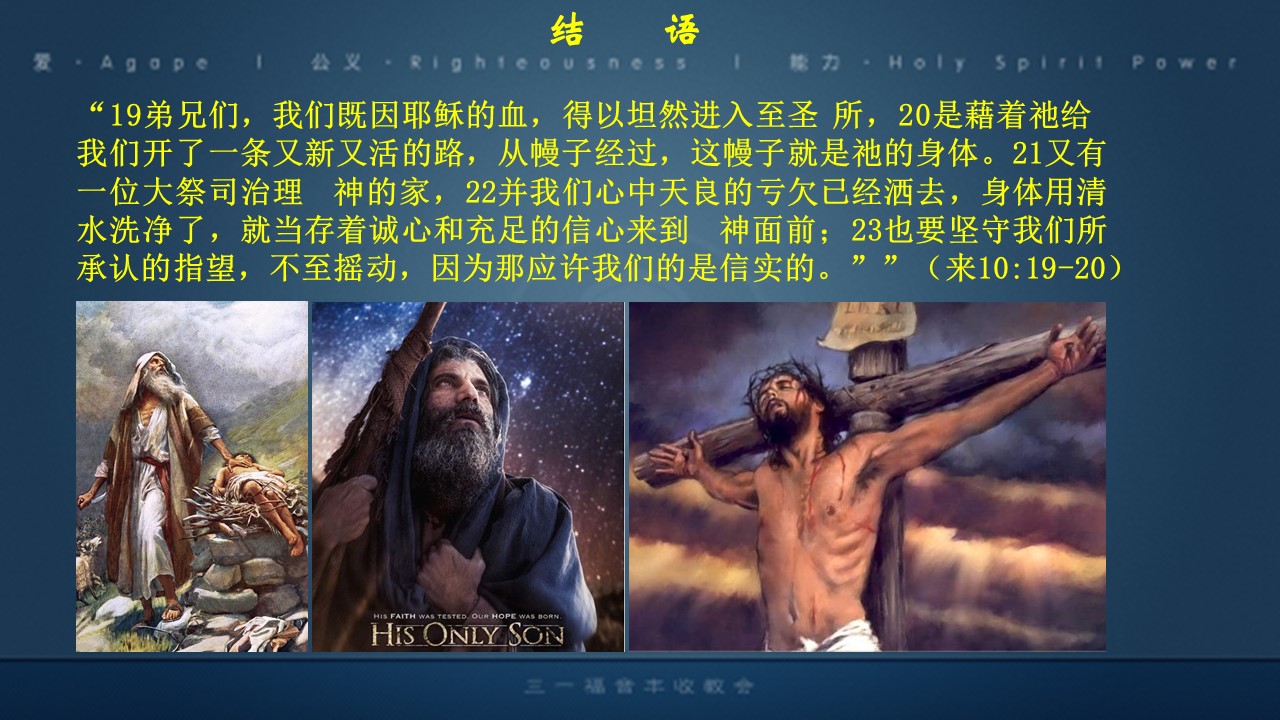 结 语
爱 · Agape | 公义 · Righteousness | 能力 · Holy Spirit Power
“19弟兄们，我们既因耶稣的血，得以坦然进入至圣 所，20是藉着祂给
我们开了一条又新又活的路，从幔子经过，这幔子就是祂的身体。21又有
一位大祭司治理　神的家，22并我们心中天良的亏欠已经洒去，身体用清
水洗净了，就当存着诚心和充足的信心来到　神面前；23也要坚守我们所
承认的指望，不至摇动，因为那应许我们的是信实的。””（来10:19-20）
HIS FAITH WAS TESTED. OUR HOPE WAS BORN.
HIS ONLY SON
三一福音丰收教会